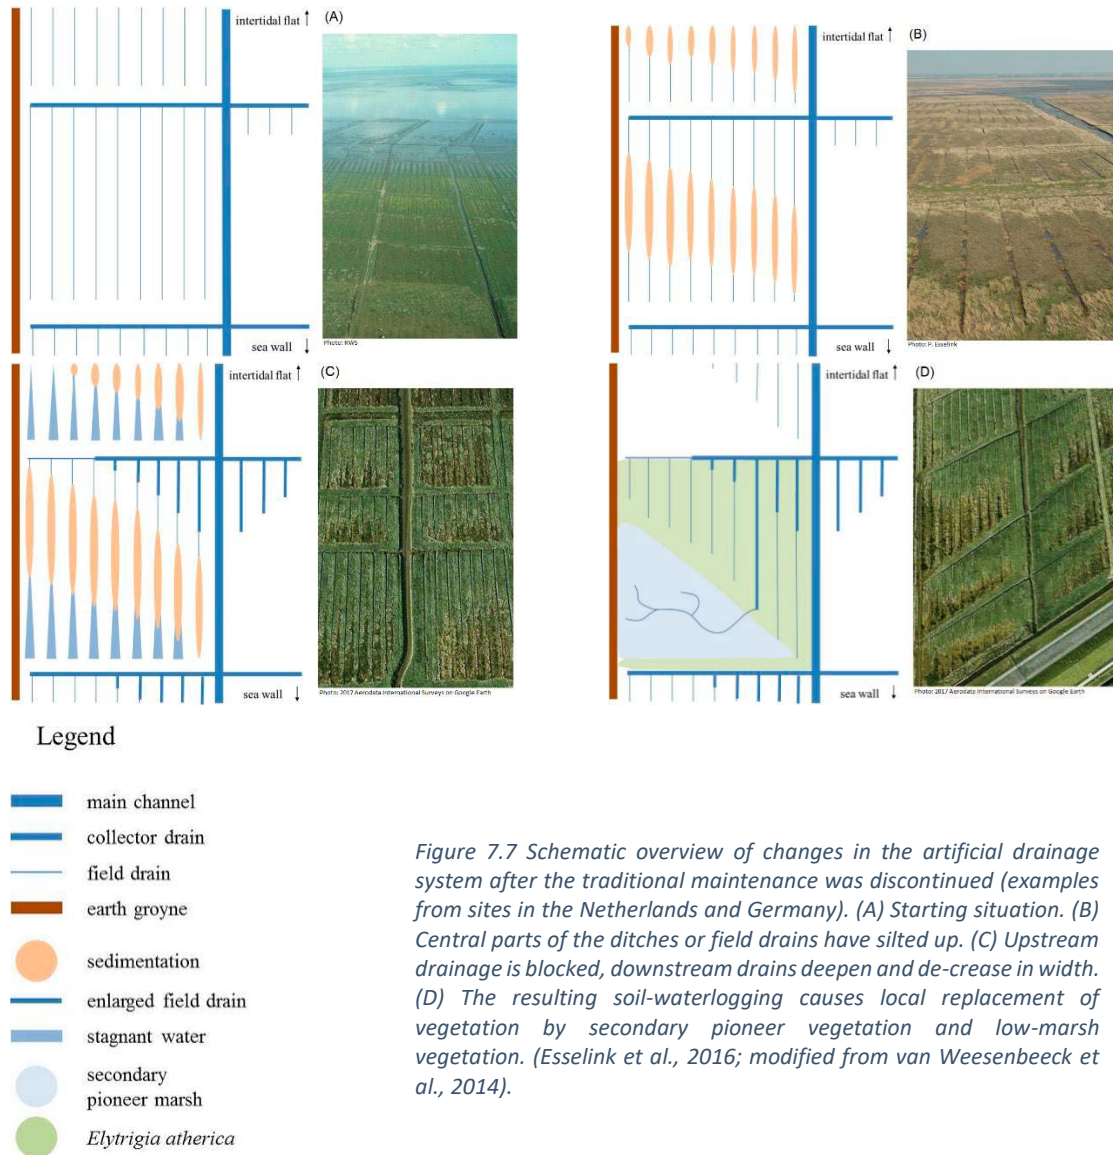 intertidal flat ↑
(A)
sea wall ↓
Photo: RWS
intertidal flat ↑
(B)
sea wall ↓
Photo: P. Esselink
intertidal flat ↑
(C)
sea wall ↓
Photo: 2017 Aerodata International Surveys on Google Earth
intertidal flat ↑
(D)
sea wall ↓
Photo: 2017 Aerodata International Surveys on Google Earth
Legend
main channel
collector drain
field drain
earth groyne
sedimentation
enlarged field drain
stagnant water
secondary
pioneer marsh
Elytrigia atherica
Figure 7.7 Schematic overview of changes in the artificial drainage
system after the traditional maintenance was discontinued (examples
from sites in the Netherlands and Germany). (A) Starting situation. (B)
Central parts of the ditches or field drains have silted up. (C) Upstream
drainage is blocked, downstream drains deepen and de-crease in width.
(D) The resulting soil-waterlogging causes local replacement of
vegetation by secondary pioneer vegetation and low-marsh
vegetation. (Esselink et al., 2016; modified from van Weesenbeeck et
al., 2014).